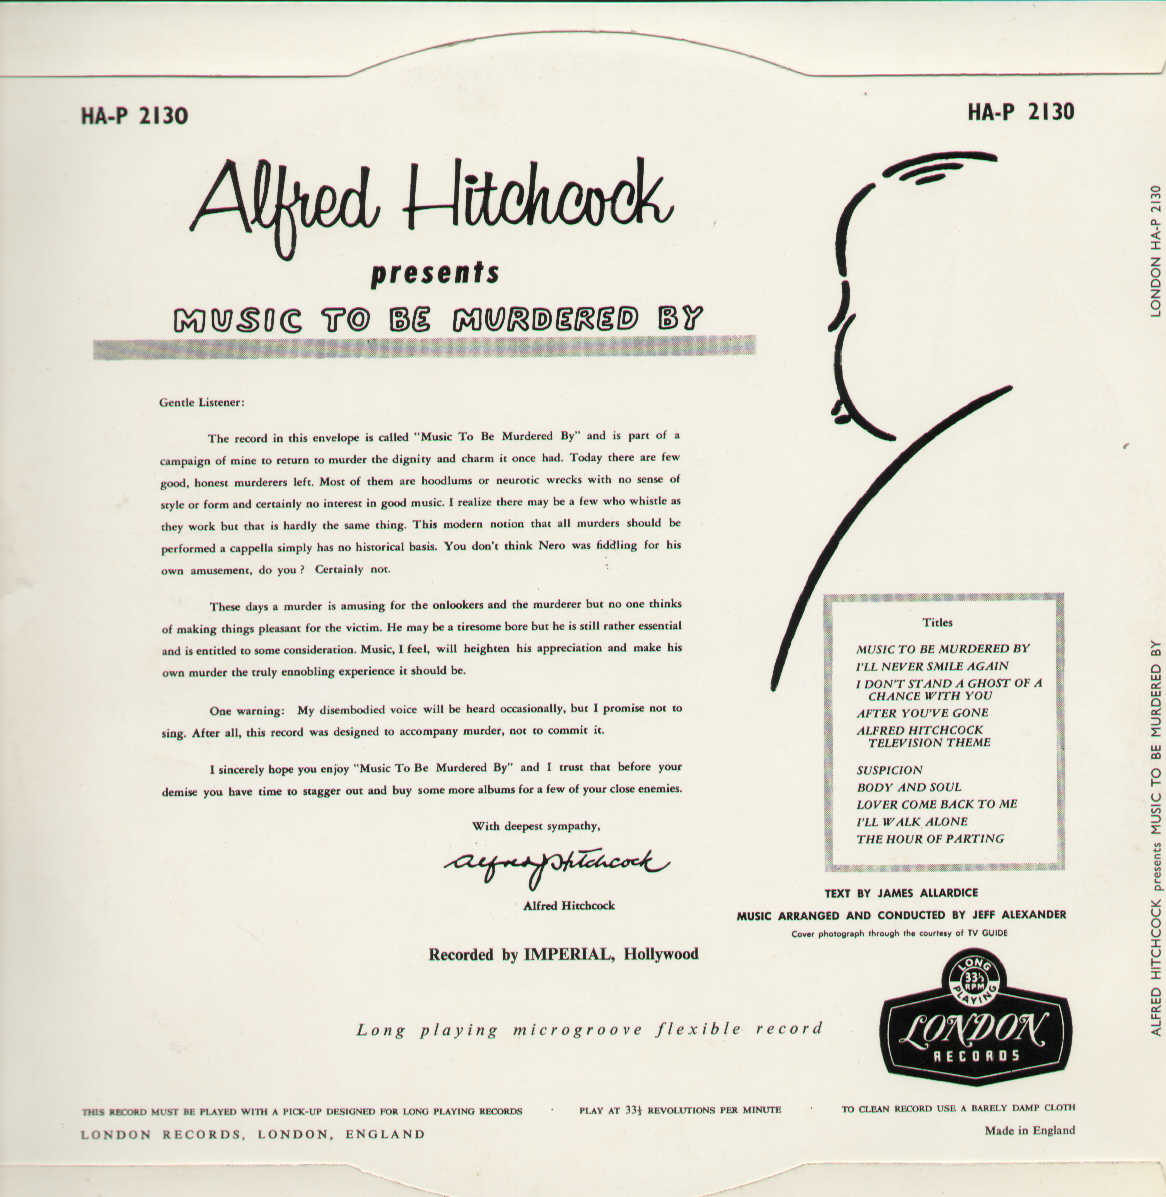 HA-P 2130
HA-P 2130
Alfred Hitchcock
presents
MUSIC TO BE MURDERED BY
Gentle Listener:
The record in this envelope is called "Music To Be Murdered By" and is part of a
campaign of mine to return to murder the dignity and charm it once had. Today there are few
good, honest murderers left. Most of them are hoodlums or neurotic wrecks with no sense of
style or form and certainly no interest in good music. I realize there may be a few who whistle as
they work but that is hardly the same thing. This modern notion that all murders should be
performed a cappella simply has no historical basis. You don't think Nero was fiddling for his
own amusement, do you? Certainly not.
These days a murder is amusing for the onlookers and the murderer but no one thinks
of making things pleasant for the victim. He may be a tiresome bore but he is still rather essential
and is entitled to some consideration. Music, I feel, will heighten his appreciation and make his
own murder the truly ennobling experience it should be.
One warning: My disembodied voice will be heard occasionally, but I promise not to
sing. After all, this record was designed to accompany murder, not to commit it.
I sincerely hope you enjoy "Music To Be Murdered By" and I trust that before your
demise you have time to stagger out and buy some more albums for a few of your close enemies.
With deepest sympathy,
Alfred Hitchcock
Alfred Hitchcock
Recorded by IMPERIAL, Hollywood
Long playing microgroove flexible record
Titles
MUSIC TO BE MURDERED BY
I'LL NEVER SMILE AGAIN
I DON'T STAND A GHOST OF A
CHANCE WITH YOU
AFTER YOU'VE GONE
ALFRED HITCHCOCK
TELEVISION THEME
SUSPICION
BODY AND SOUL
LOVER COME BACK TO ME
I'LL WALK ALONE
THE HOUR OF PARTING
TEXT BY JAMES ALLARDICE
MUSIC ARRANGED AND CONDUCTED BY JEFF ALEXANDER
Cover photograph through the courtesy of TV GUIDE
LONG
33⅓
RPM
PLAYING
LONDON
RECORDS
THIS RECORD MUST BE PLAYED WITH A PICK-UP DESIGNED FOR LONG PLAYING RECORDS
PLAY AT 33⅓ REVOLUTIONS PER MINUTE
TO CLEAN RECORD USE A BARELY DAMP CLOTH
LONDON RECORDS, LONDON, ENGLAND
Made in England
LONDON HA-P 2130
ALFRED HITCHCOCK presents MUSIC TO BE MURDERED BY